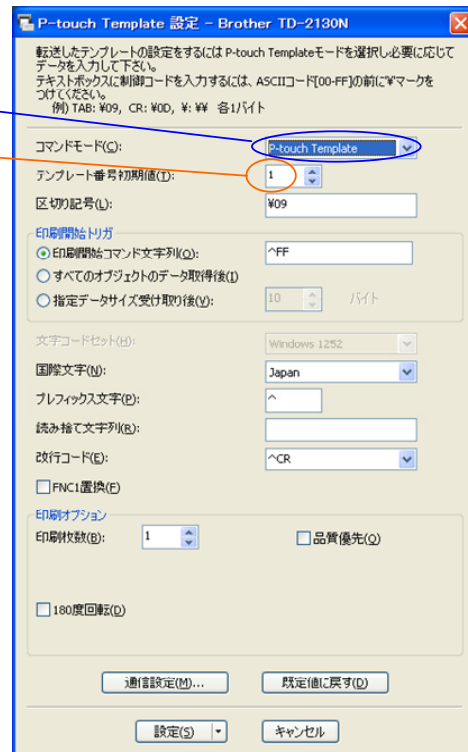 P-touch Template 設定 - Brother TD-2130N
転送したテンプレートの設定をするには P-touch Templateモードを選択し必要に応じて
データを入力して下さい。
テキストボックスに制御コードを入力するには、ASCIIコード[00-FF]の前に¥マークを
つけてください。
例) TAB: ¥09, CR: ¥0D, ¥: ¥¥ 各1バイト
コマンドモード(C): P-touch Template
テンプレート番号初期値(T): 1
区切り記号(L): ¥09
印刷開始トリガ
印刷開始コマンド文字列(O): ^FF
すべてのオブジェクトのデータ取得後(I)
指定データサイズ受け取り後(V): 10 バイト
文字コードセット(H): Windows 1252
国際文字(N): Japan
プレフィックス文字(P): ^
読み捨て文字列(R):
改行コード(E): ^CR
FNC1置換(F)
印刷オプション
印刷枚数(B): 1 品質優先(Q)
180度回転(D)
通信設定(M)... 既定値に戻す(D)
設定(S) キャンセル